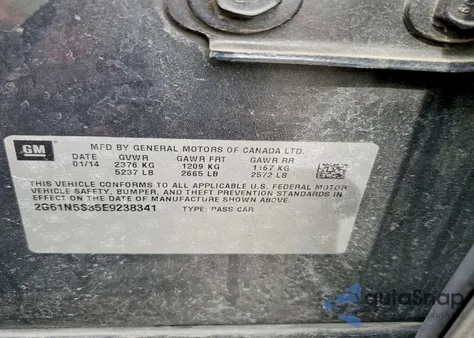 GM
MFD BY GENERAL MOTORS OF CANADA LTD.
DATE GVWR GAWR FRT GAWR RR
01/14 2376 KG 1209 KG 1167 KG
5237 LB 2665 LB 2572 LB
THIS VEHICLE CONFORMS TO ALL APPLICABLE U.S. FEDERAL MOTOR
VEHICLE SAFETY, BUMPER, AND THEFT PREVENTION STANDARDS IN
EFFECT ON THE DATE OF MANUFACTURE SHOWN ABOVE.
2G61N5S35E9238341 TYPE: PASS CAR
autoSnap